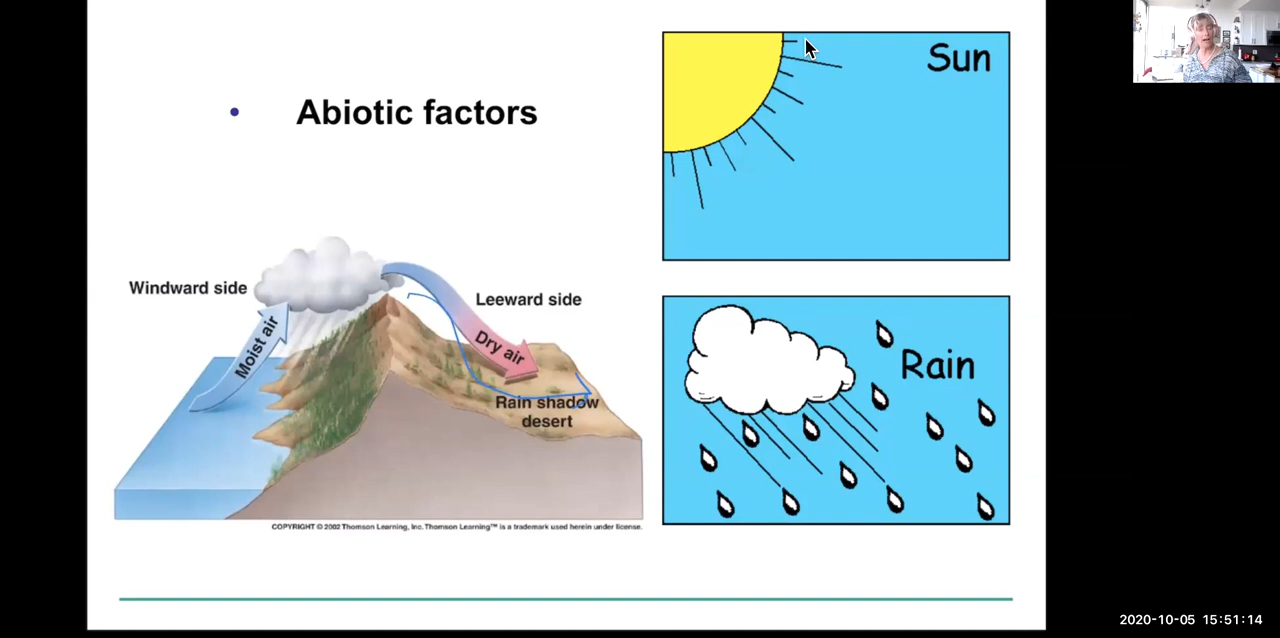 • Abiotic factors
Sun
Windward side
Moist air
Leeward side
Dry air
Rain shadow
desert
Rain
COPYRIGHT © 2002 Thomson Learning, Inc. Thomson Learning™ is a trademark used herein under license.
2020-10-05 15:51:14